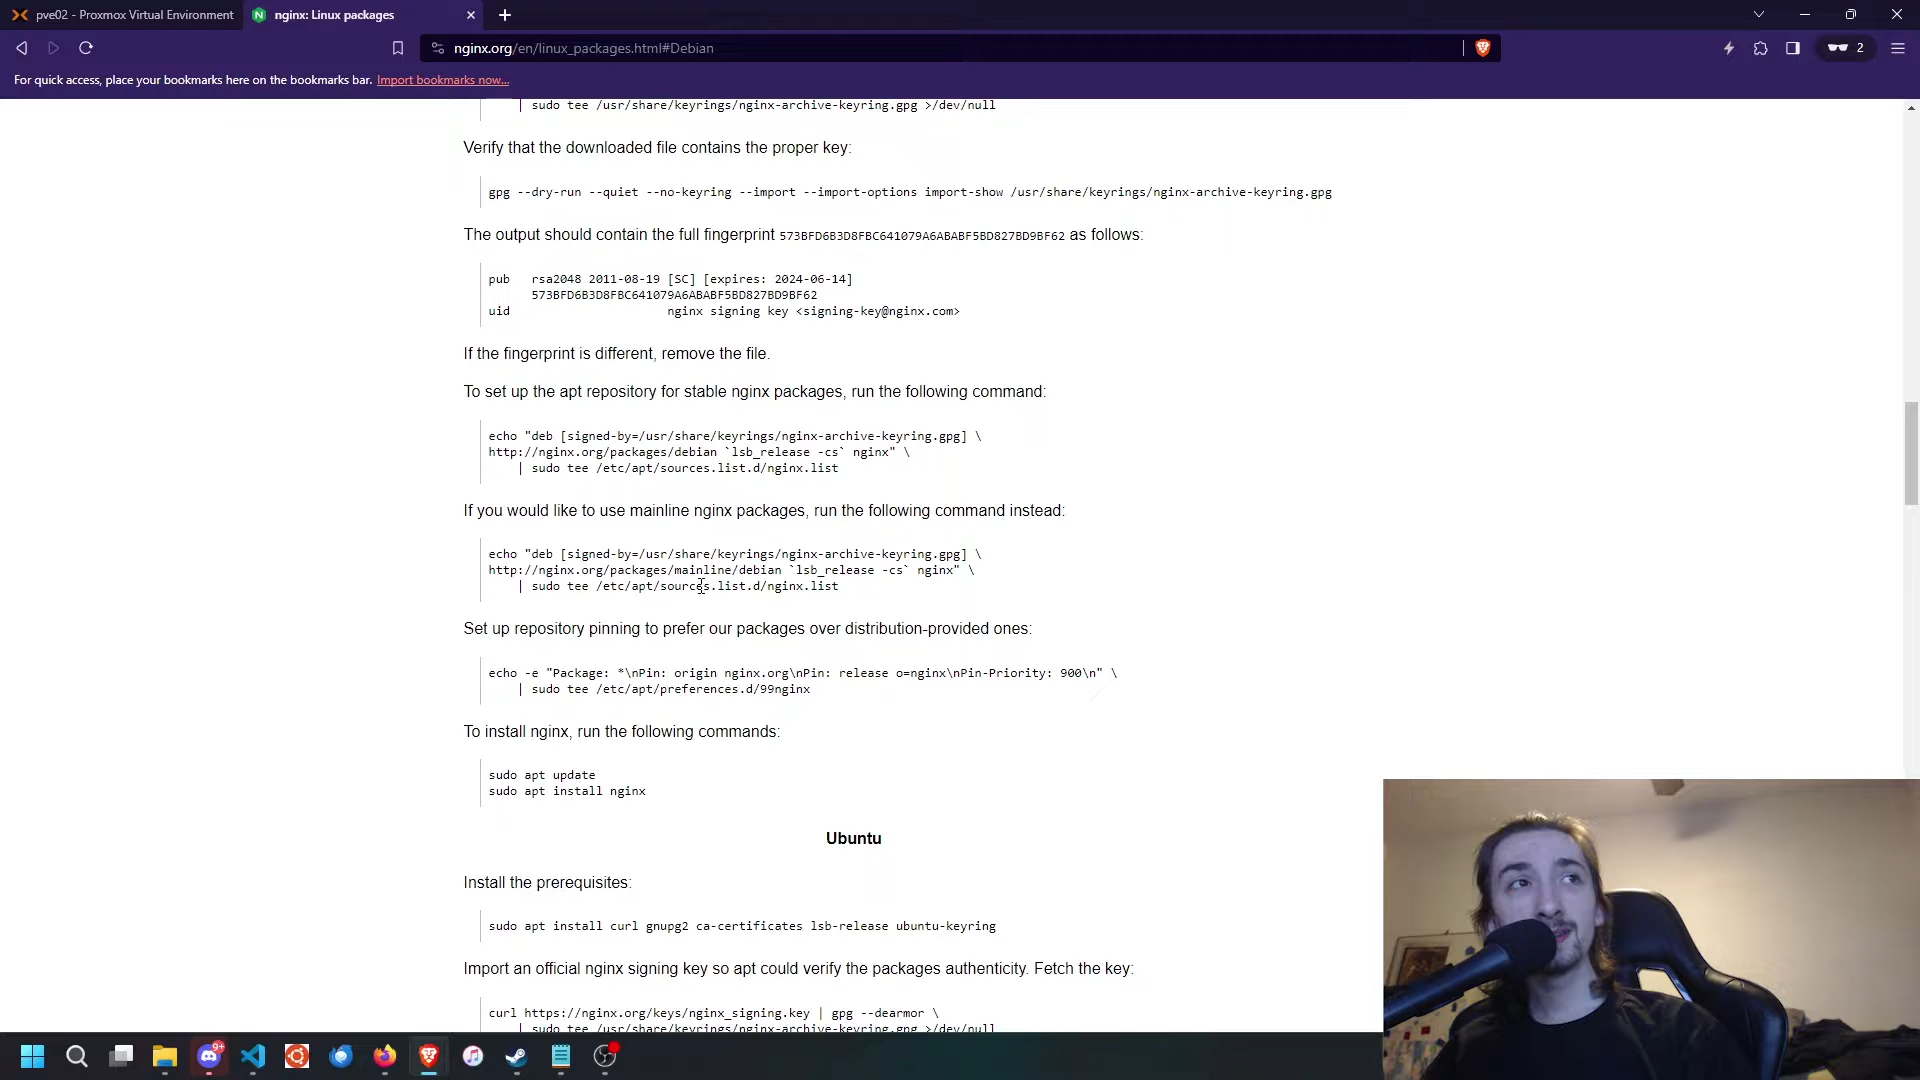 pve02 - Proxmox Virtual Environment
nginx: Linux packages
nginx.org/en/linux_packages.html#Debian
2
For quick access, place your bookmarks here on the bookmarks bar. Import bookmarks now...
| sudo tee /usr/share/keyrings/nginx-archive-keyring.gpg >/dev/null
Verify that the downloaded file contains the proper key:
gpg --dry-run --quiet --no-keyring --import --import-options import-show /usr/share/keyrings/nginx-archive-keyring.gpg
The output should contain the full fingerprint 573BFD6B3D8FBC641079A6ABABF5BD827BD9BF62 as follows:
pub   rsa2048 2011-08-19 [SC] [expires: 2024-06-14]
573BFD6B3D8FBC641079A6ABABF5BD827BD9BF62
uid                      nginx signing key <signing-key@nginx.com>
If the fingerprint is different, remove the file.
To set up the apt repository for stable nginx packages, run the following command:
echo "deb [signed-by=/usr/share/keyrings/nginx-archive-keyring.gpg] \
http://nginx.org/packages/debian `lsb_release -cs` nginx" \
| sudo tee /etc/apt/sources.list.d/nginx.list
If you would like to use mainline nginx packages, run the following command instead:
echo "deb [signed-by=/usr/share/keyrings/nginx-archive-keyring.gpg] \
http://nginx.org/packages/mainline/debian `lsb_release -cs` nginx" \
| sudo tee /etc/apt/sources.list.d/nginx.list
Set up repository pinning to prefer our packages over distribution-provided ones:
echo -e "Package: *\nPin: origin nginx.org\nPin: release o=nginx\nPin-Priority: 900\n" \
| sudo tee /etc/apt/preferences.d/99nginx
To install nginx, run the following commands:
sudo apt update
sudo apt install nginx
Ubuntu
Install the prerequisites:
sudo apt install curl gnupg2 ca-certificates lsb-release ubuntu-keyring
Import an official nginx signing key so apt could verify the packages authenticity. Fetch the key:
curl https://nginx.org/keys/nginx_signing.key | gpg --dearmor \
| sudo tee /usr/share/keyrings/nginx-archive-keyring.gpg >/dev/null
9+